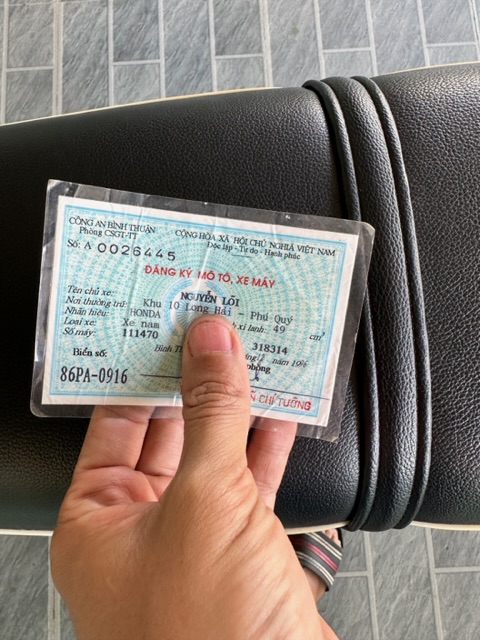 CÔNG AN BÌNH THUẬN
Phòng CSGT-TT
CỘNG HÒA XÃ HỘI CHỦ NGHĨA VIỆT NAM
Độc lập - Tự do - Hạnh phúc
Số: A 0026445
ĐĂNG KÝ MÔ TÔ, XE MÁY
Tên chủ xe: NGUYỄN LÔI
Nơi thường trú: Khu 10 Long Hải - Phú Quý
Nhãn hiệu: HONDA xi lanh: 49 cm³
Loại xe: Xe nam
Số máy: 111470 318314
Bình năm 199
Biển số: phòng
86PA-0916
CHÍ TƯỜNG